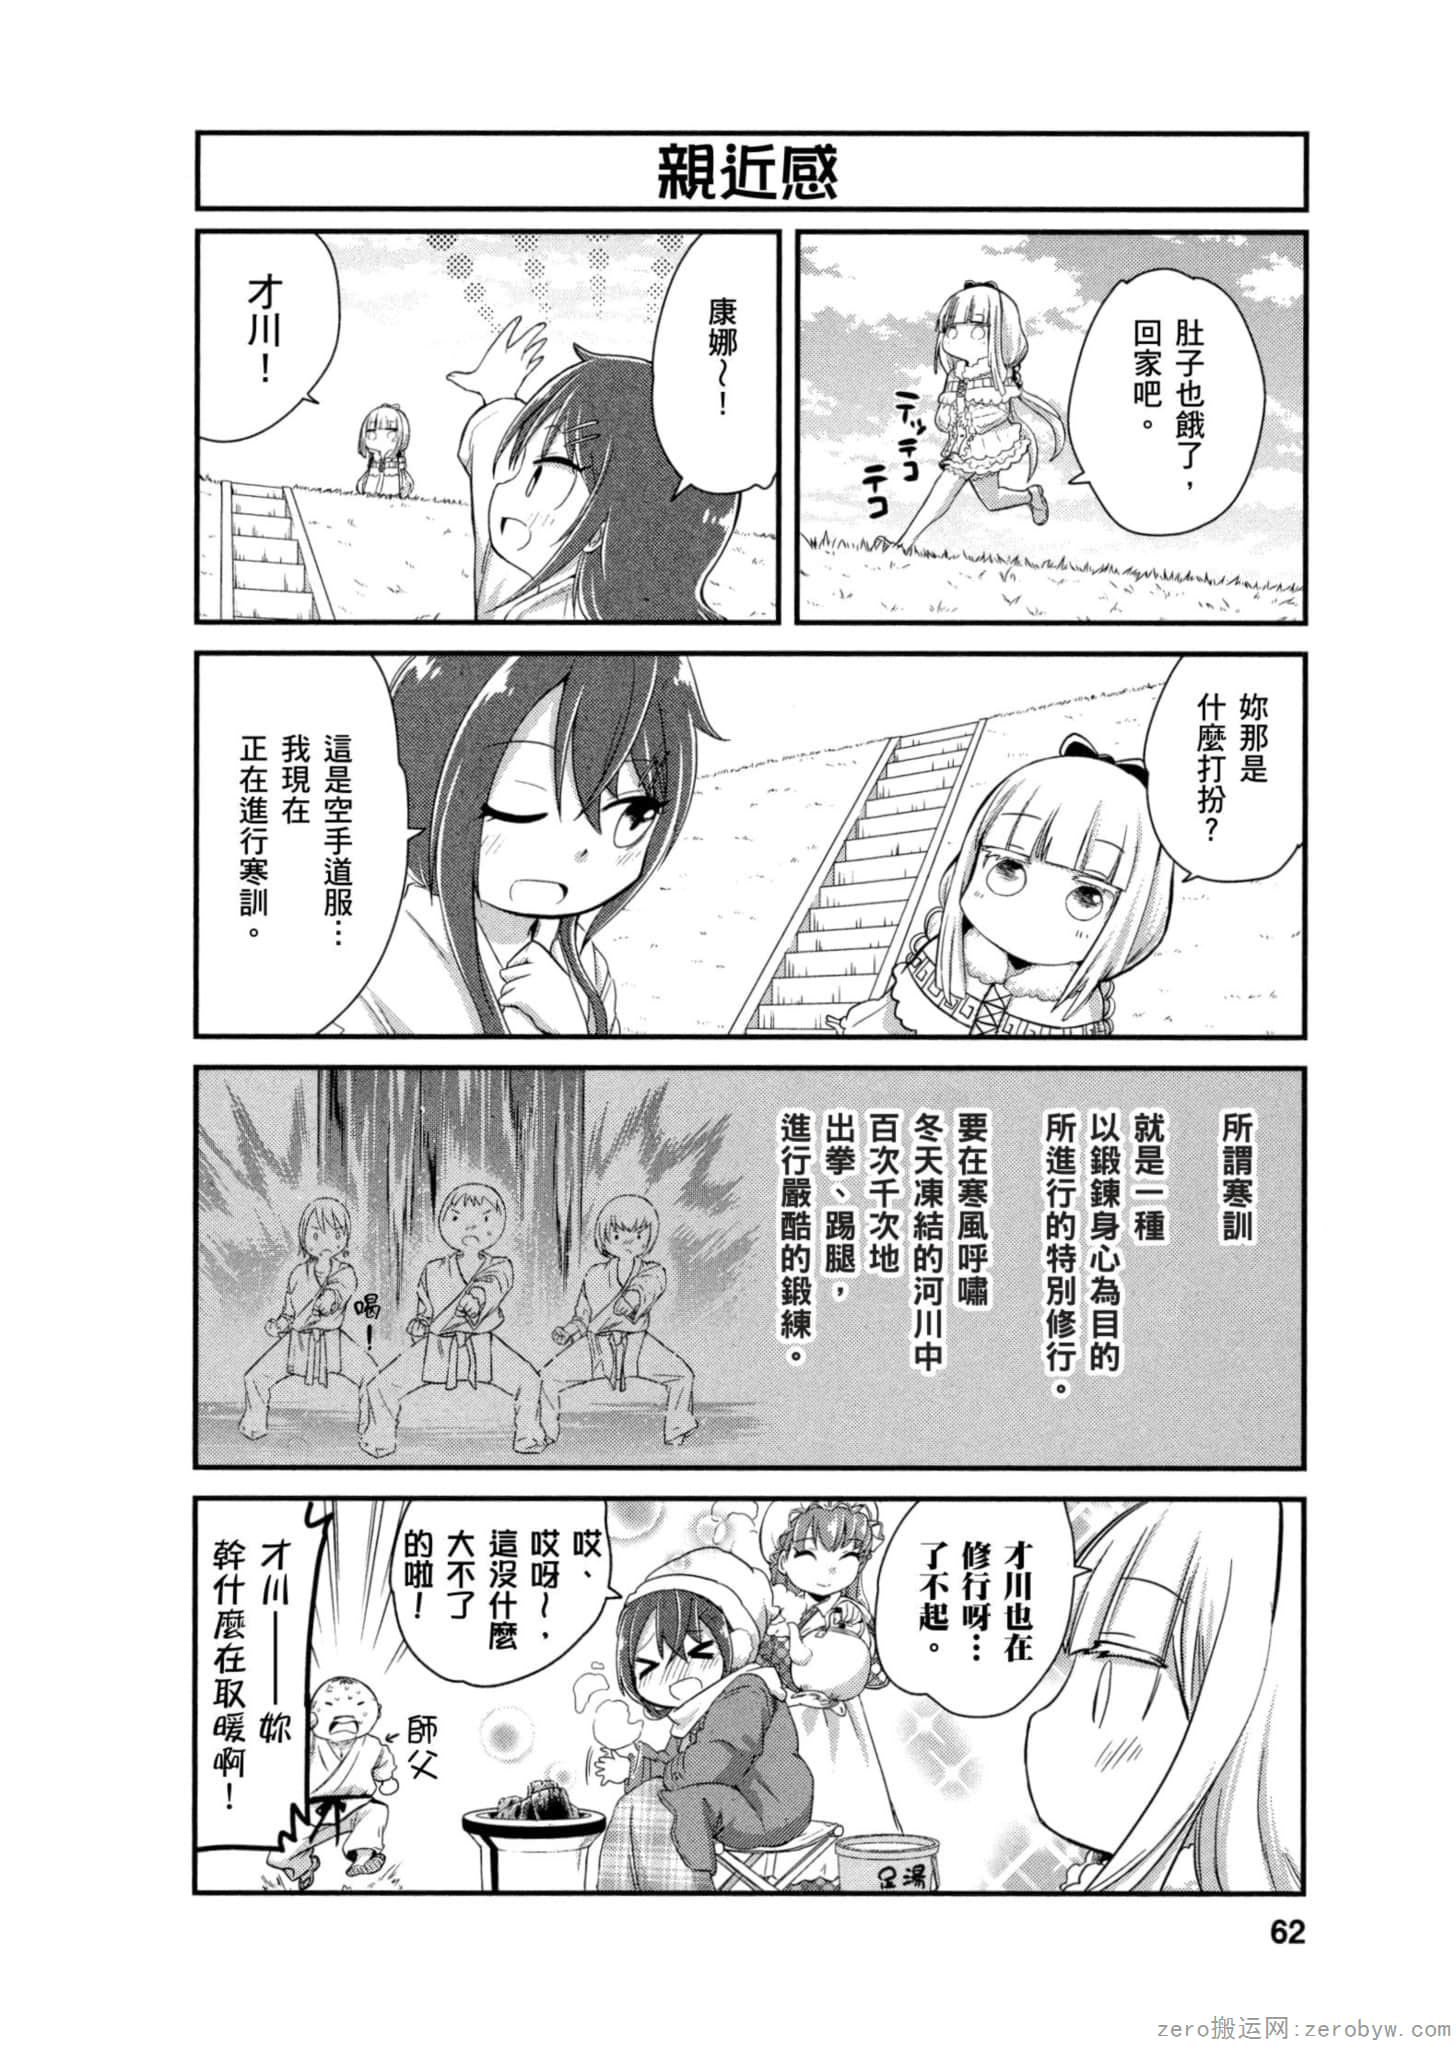 親近感
肚子也餓了，
回家吧。
テッテコ
テコ
康娜～！
才川！
妳那是
什麼打扮？
這是空手道服…
我現在
正在進行寒訓。
所謂寒訓
就是一種
以鍛鍊身心為目的
所進行的特別修行。
要在寒風呼嘯
冬天凍結的河川中
百次千次地
出拳、踢腿，
進行嚴酷的鍛練。
喝！
才川也在
修行呀…
了不起。
哎、
哎呀～，
這沒什麼
大不了
的啦！
足湯
師父
才川——妳
幹什麼在取暖啊！
62
zero搬运网:zerobyw.com